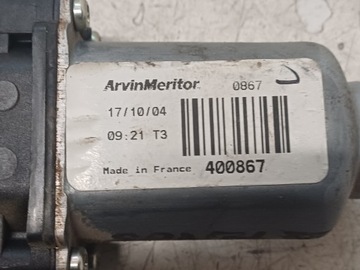 ArvinMeritor 0867
17/10/04
09:21 T3
Made in France 400867